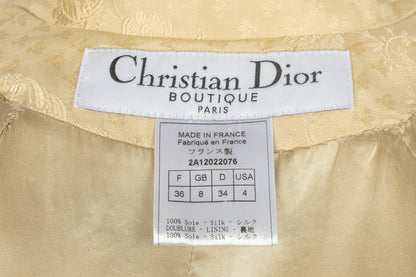 Christian Dior
BOUTIQUE
PARIS
MADE IN FRANCE
Fabriqué en France
フランス製
2A12022076
F GB D USA
36 8 34 4
100% Soie - Silk - シルク
DOUBLURE - LINING - 裏地
100% Soie - Silk - シルク